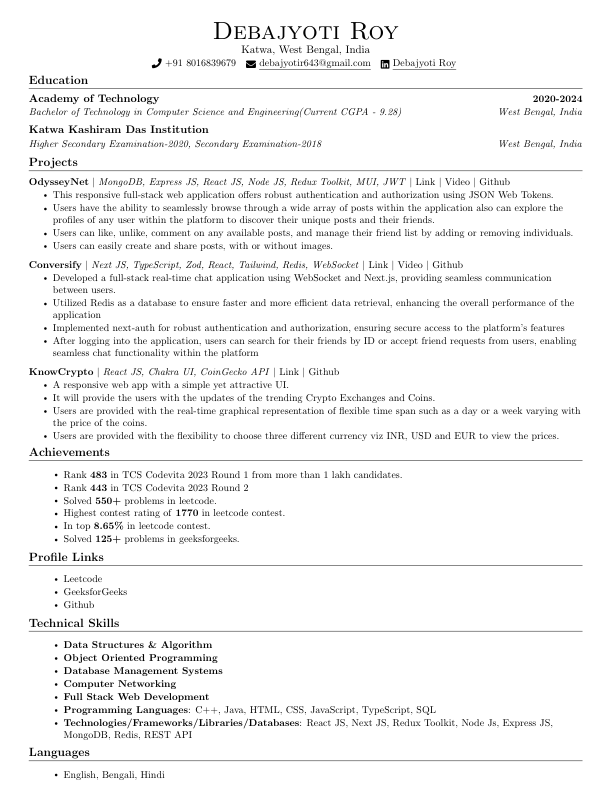 Debajyoti Roy
Katwa, West Bengal, India
+91 8016839679 debajyotir643@gmail.com Debajyoti Roy
Education
Academy of Technology 2020-2024
Bachelor of Technology in Computer Science and Engineering(Current CGPA - 9.28) West Bengal, India
Katwa Kashiram Das Institution
Higher Secondary Examination-2020, Secondary Examination-2018 West Bengal, India
Projects
OdysseyNet | MongoDB, Express JS, React JS, Node JS, Redux Toolkit, MUI, JWT | Link | Video | Github
• This responsive full-stack web application offers robust authentication and authorization using JSON Web Tokens.
• Users have the ability to seamlessly browse through a wide array of posts within the application also can explore the
profiles of any user within the platform to discover their unique posts and their friends.
• Users can like, unlike, comment on any available posts, and manage their friend list by adding or removing individuals.
• Users can easily create and share posts, with or without images.
Conversify | Next JS, TypeScript, Zod, React, Tailwind, Redis, WebSocket | Link | Video | Github
• Developed a full-stack real-time chat application using WebSocket and Next.js, providing seamless communication
between users.
• Utilized Redis as a database to ensure faster and more efficient data retrieval, enhancing the overall performance of the
application
• Implemented next-auth for robust authentication and authorization, ensuring secure access to the platform's features
• After logging into the application, users can search for their friends by ID or accept friend requests from users, enabling
seamless chat functionality within the platform
KnowCrypto | React JS, Chakra UI, CoinGecko API | Link | Github
• A responsive web app with a simple yet attractive UI.
• It will provide the users with the updates of the trending Crypto Exchanges and Coins.
• Users are provided with the real-time graphical representation of flexible time span such as a day or a week varying with
the price of the coins.
• Users are provided with the flexibility to choose three different currency viz INR, USD and EUR to view the prices.
Achievements
• Rank 483 in TCS Codevita 2023 Round 1 from more than 1 lakh candidates.
• Rank 443 in TCS Codevita 2023 Round 2
• Solved 550+ problems in leetcode.
• Highest contest rating of 1770 in leetcode contest.
• In top 8.65% in leetcode contest.
• Solved 125+ problems in geeksforgeeks.
Profile Links
• Leetcode
• GeeksforGeeks
• Github
Technical Skills
• Data Structures & Algorithm
• Object Oriented Programming
• Database Management Systems
• Computer Networking
• Full Stack Web Development
• Programming Languages: C++, Java, HTML, CSS, JavaScript, TypeScript, SQL
• Technologies/Frameworks/Libraries/Databases: React JS, Next JS, Redux Toolkit, Node Js, Express JS,
MongoDB, Redis, REST API
Languages
• English, Bengali, Hindi